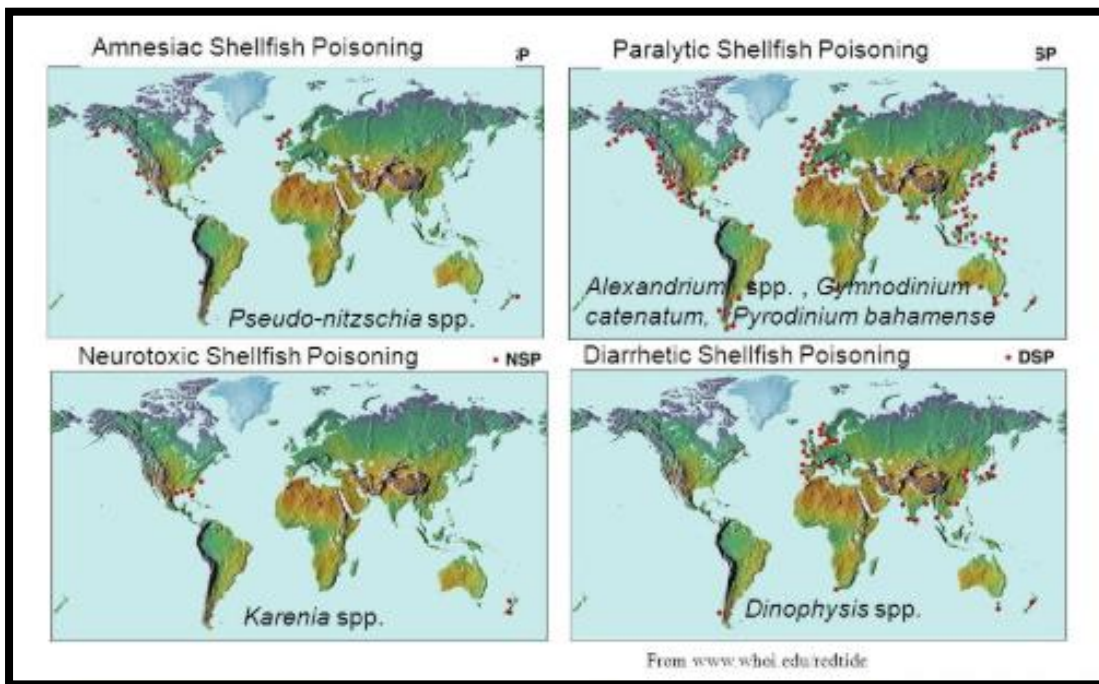 Amnesiac Shellfish Poisoning
Paralytic Shellfish Poisoning SP
Pseudo-nitzschia spp.
Alexandrium spp. , Gymnodinium
catenatum, Pyrodinium bahamense
Neurotoxic Shellfish Poisoning NSP
Diarrhetic Shellfish Poisoning DSP
Karenia spp.
Dinophysis spp.
From www.whoi.edu/redtide